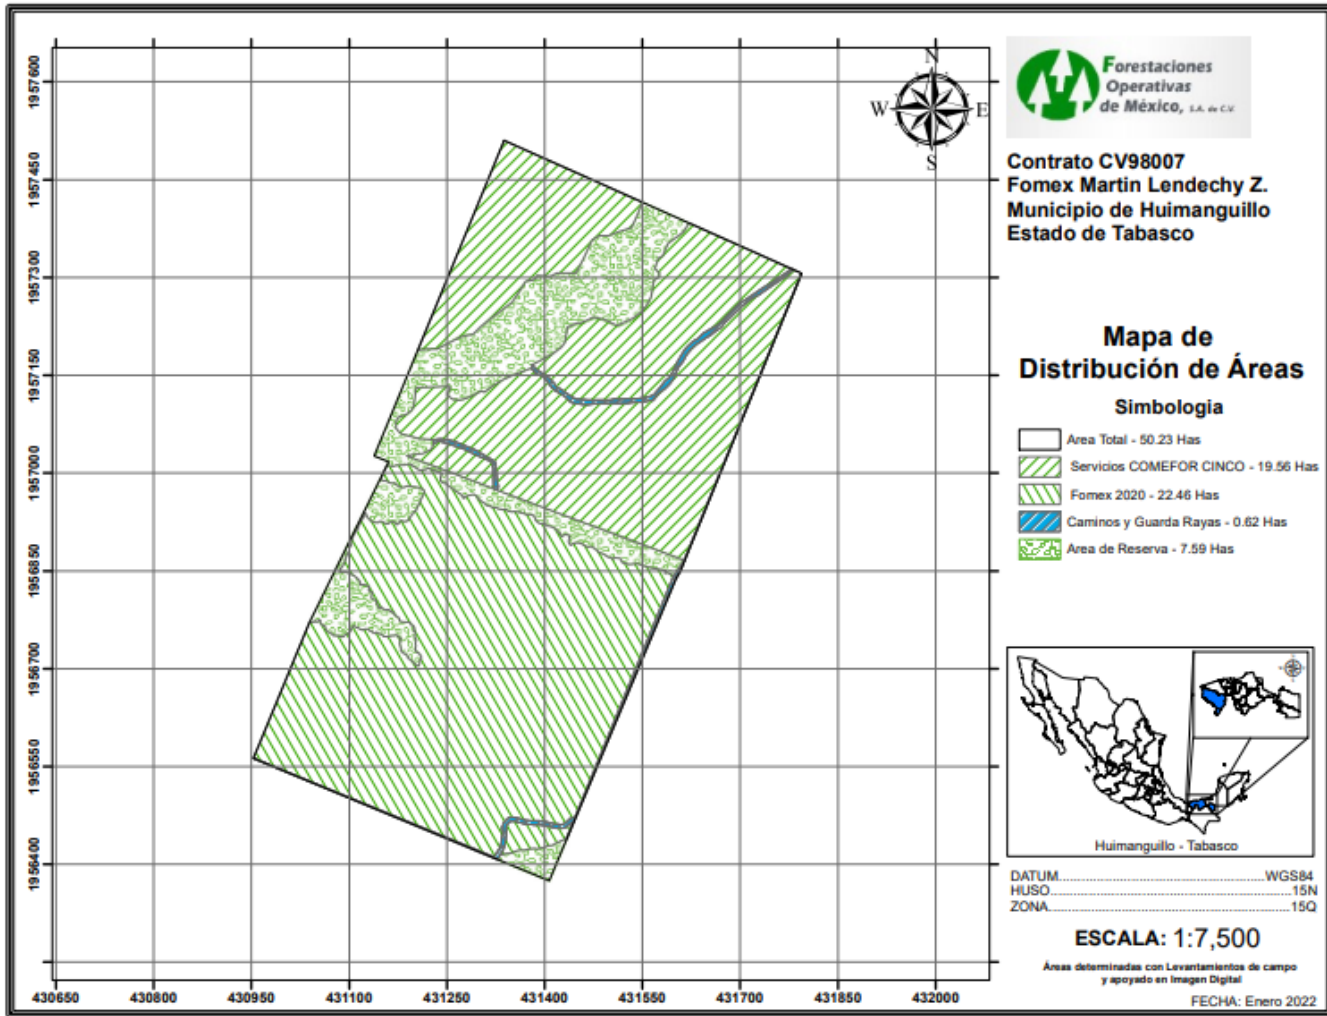 N
W
E
S
Forestaciones
Operativas
de México, S.A. de C.V.
Contrato CV98007
Fomex Martin Lendechy Z.
Municipio de Huimanguillo
Estado de Tabasco
Mapa de
Distribución de Áreas
Simbologia
Area Total - 50.23 Has
Servicios COMEFOR CINCO - 19.56 Has
Fomex 2020 - 22.46 Has
Caminos y Guarda Rayas - 0.62 Has
Area de Reserva - 7.59 Has
Huimanguillo - Tabasco
DATUM..........................................................WGS84
HUSO....................................................................15N
ZONA....................................................................15Q
ESCALA: 1:7,500
Áreas determinadas con Levantamientos de campo
y apoyado en Imagen Digital
FECHA: Enero 2022
1957600
1957450
1957300
1957150
1957000
1956850
1956700
1956550
1956400
430650 430800 430950 431100 431250 431400 431550 431700 431850 432000